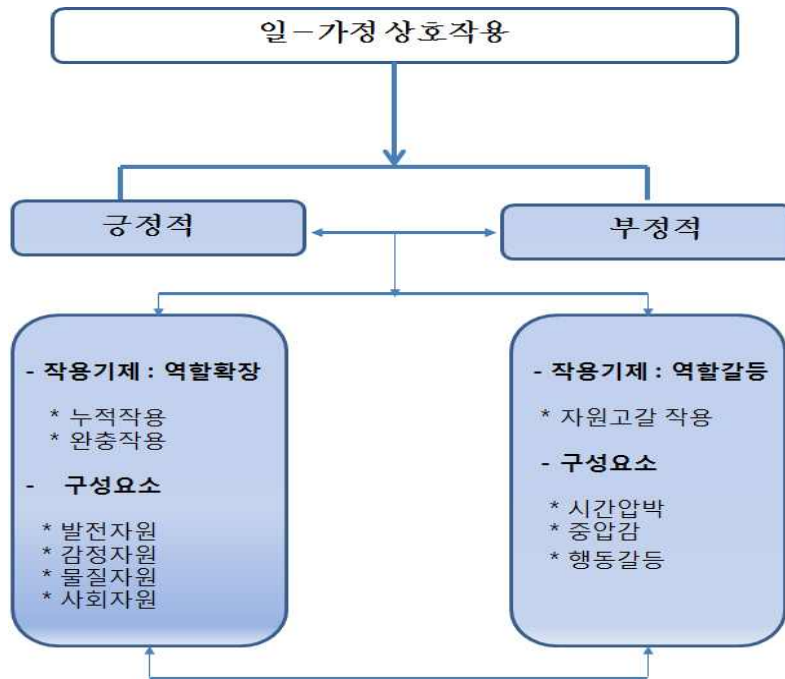 일-가정 상호작용
긍정적
부정적
- 작용기제 : 역할확장
* 누적작용
* 완충작용
- 구성요소
* 발전자원
* 감정자원
* 물질자원
* 사회자원
- 작용기제 : 역할갈등
* 자원고갈 작용
- 구성요소
* 시간압박
* 중압감
* 행동갈등